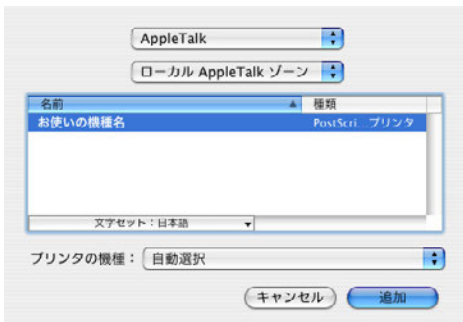 AppleTalk
ローカル AppleTalk ゾーン
名前 種類
お使いの機種名 PostScri...プリンタ
文字セット：日本語
プリンタの機種： 自動選択
キャンセル 追加